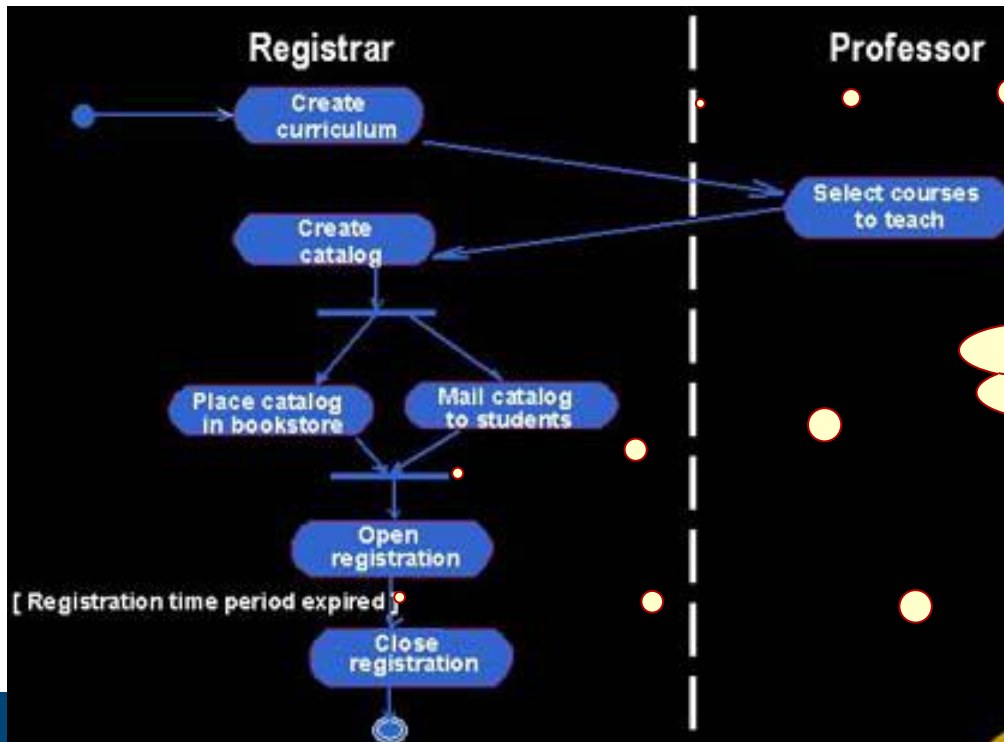 Registrar
Professor
Create
curriculum
Select courses
to teach
Create
catalog
Place catalog
in bookstore
Mail catalog
to students
Open
registration
[ Registration time period expired ]
Close
registration